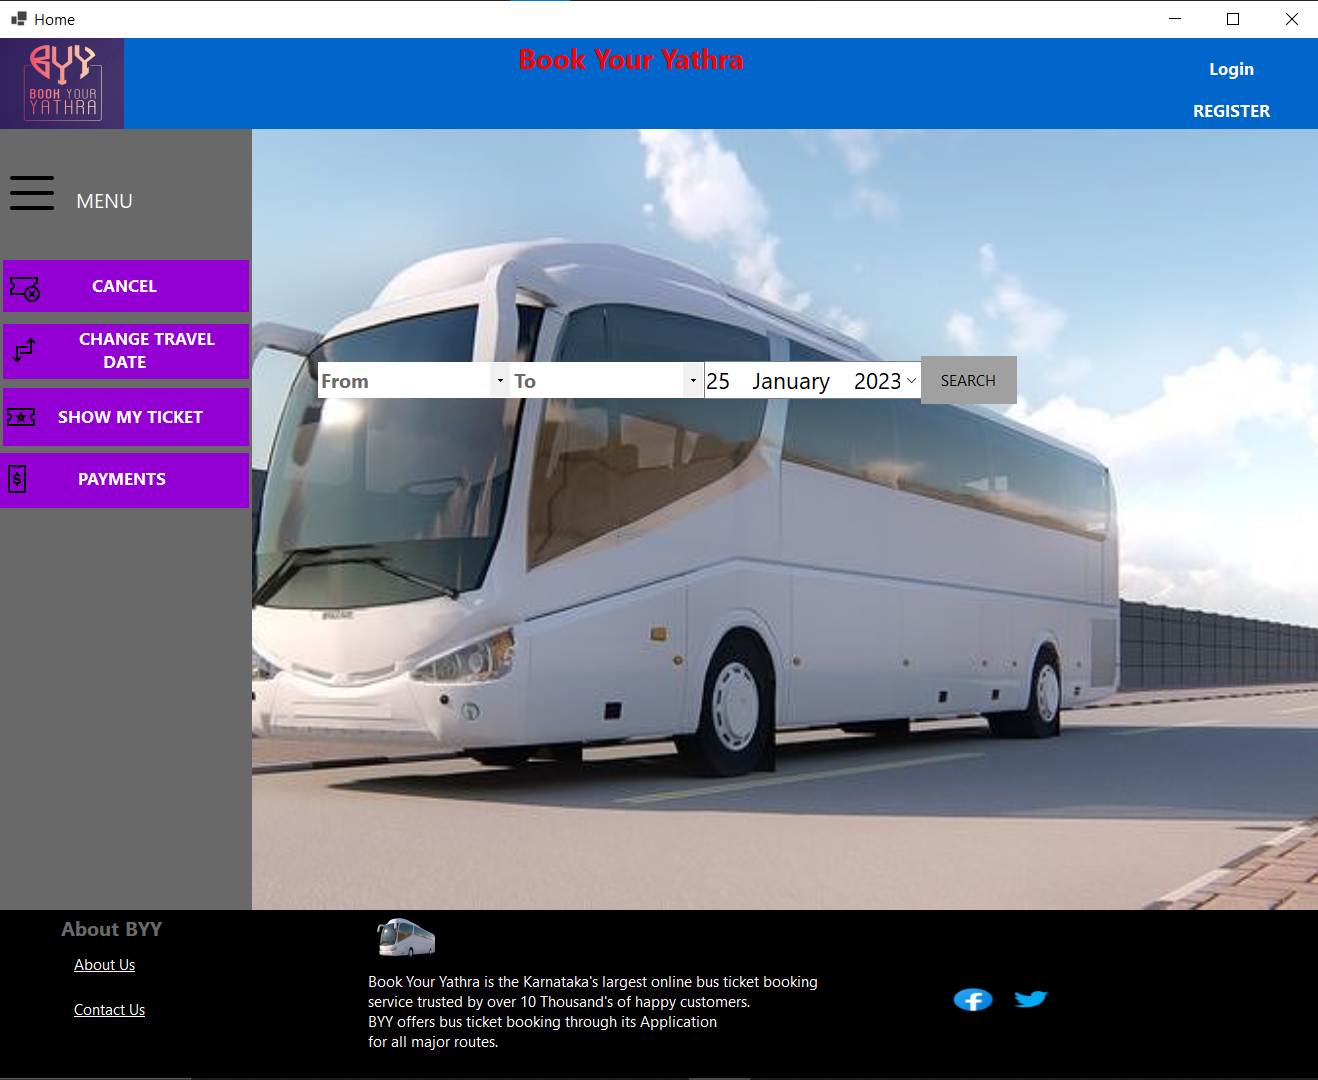 Home
BYY
BOOK YOUR
YATHRA
Book Your Yathra
Login
REGISTER
MENU
CANCEL
CHANGE TRAVEL
DATE
SHOW MY TICKET
PAYMENTS
From To 25 January 2023 SEARCH
About BYY
About Us
Contact Us
Book Your Yathra is the Karnataka's largest online bus ticket booking
service trusted by over 10 Thousand's of happy customers.
BYY offers bus ticket booking through its Application
for all major routes.